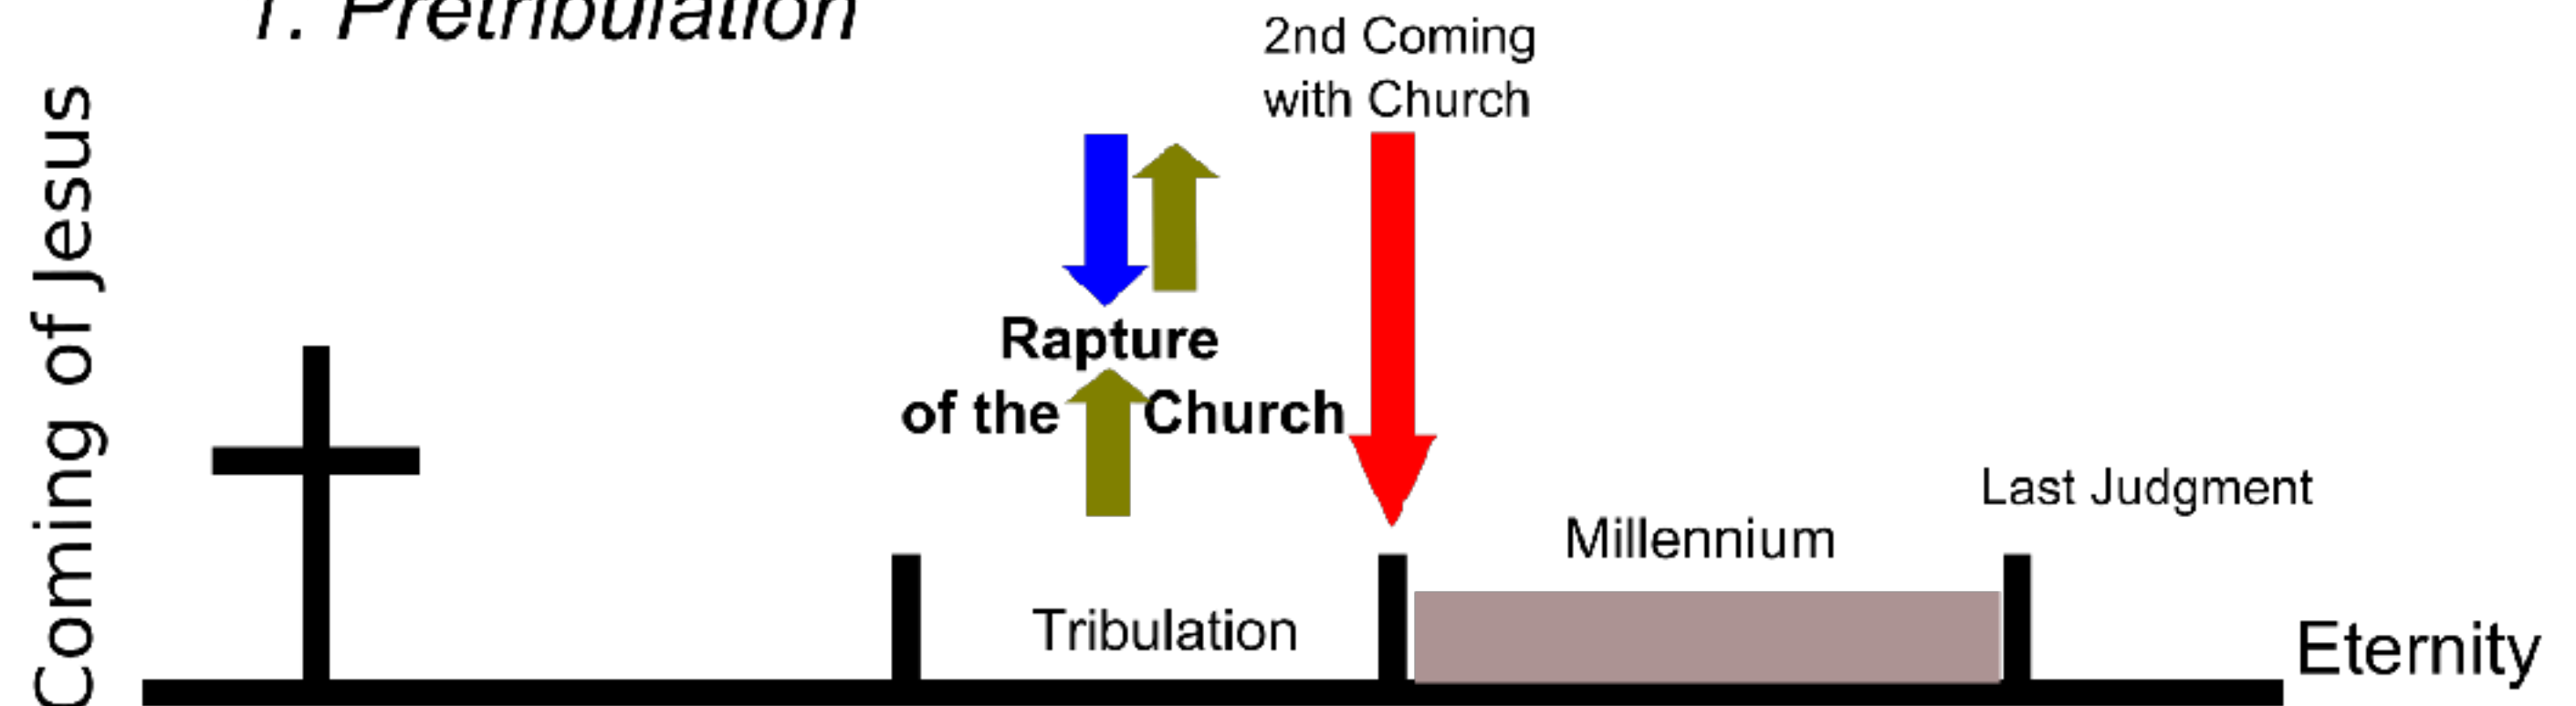 1. Pretribulation
2nd Coming
with Church
Coming of Jesus
Rapture
of the Church
Last Judgment
Millennium
Tribulation
Eternity